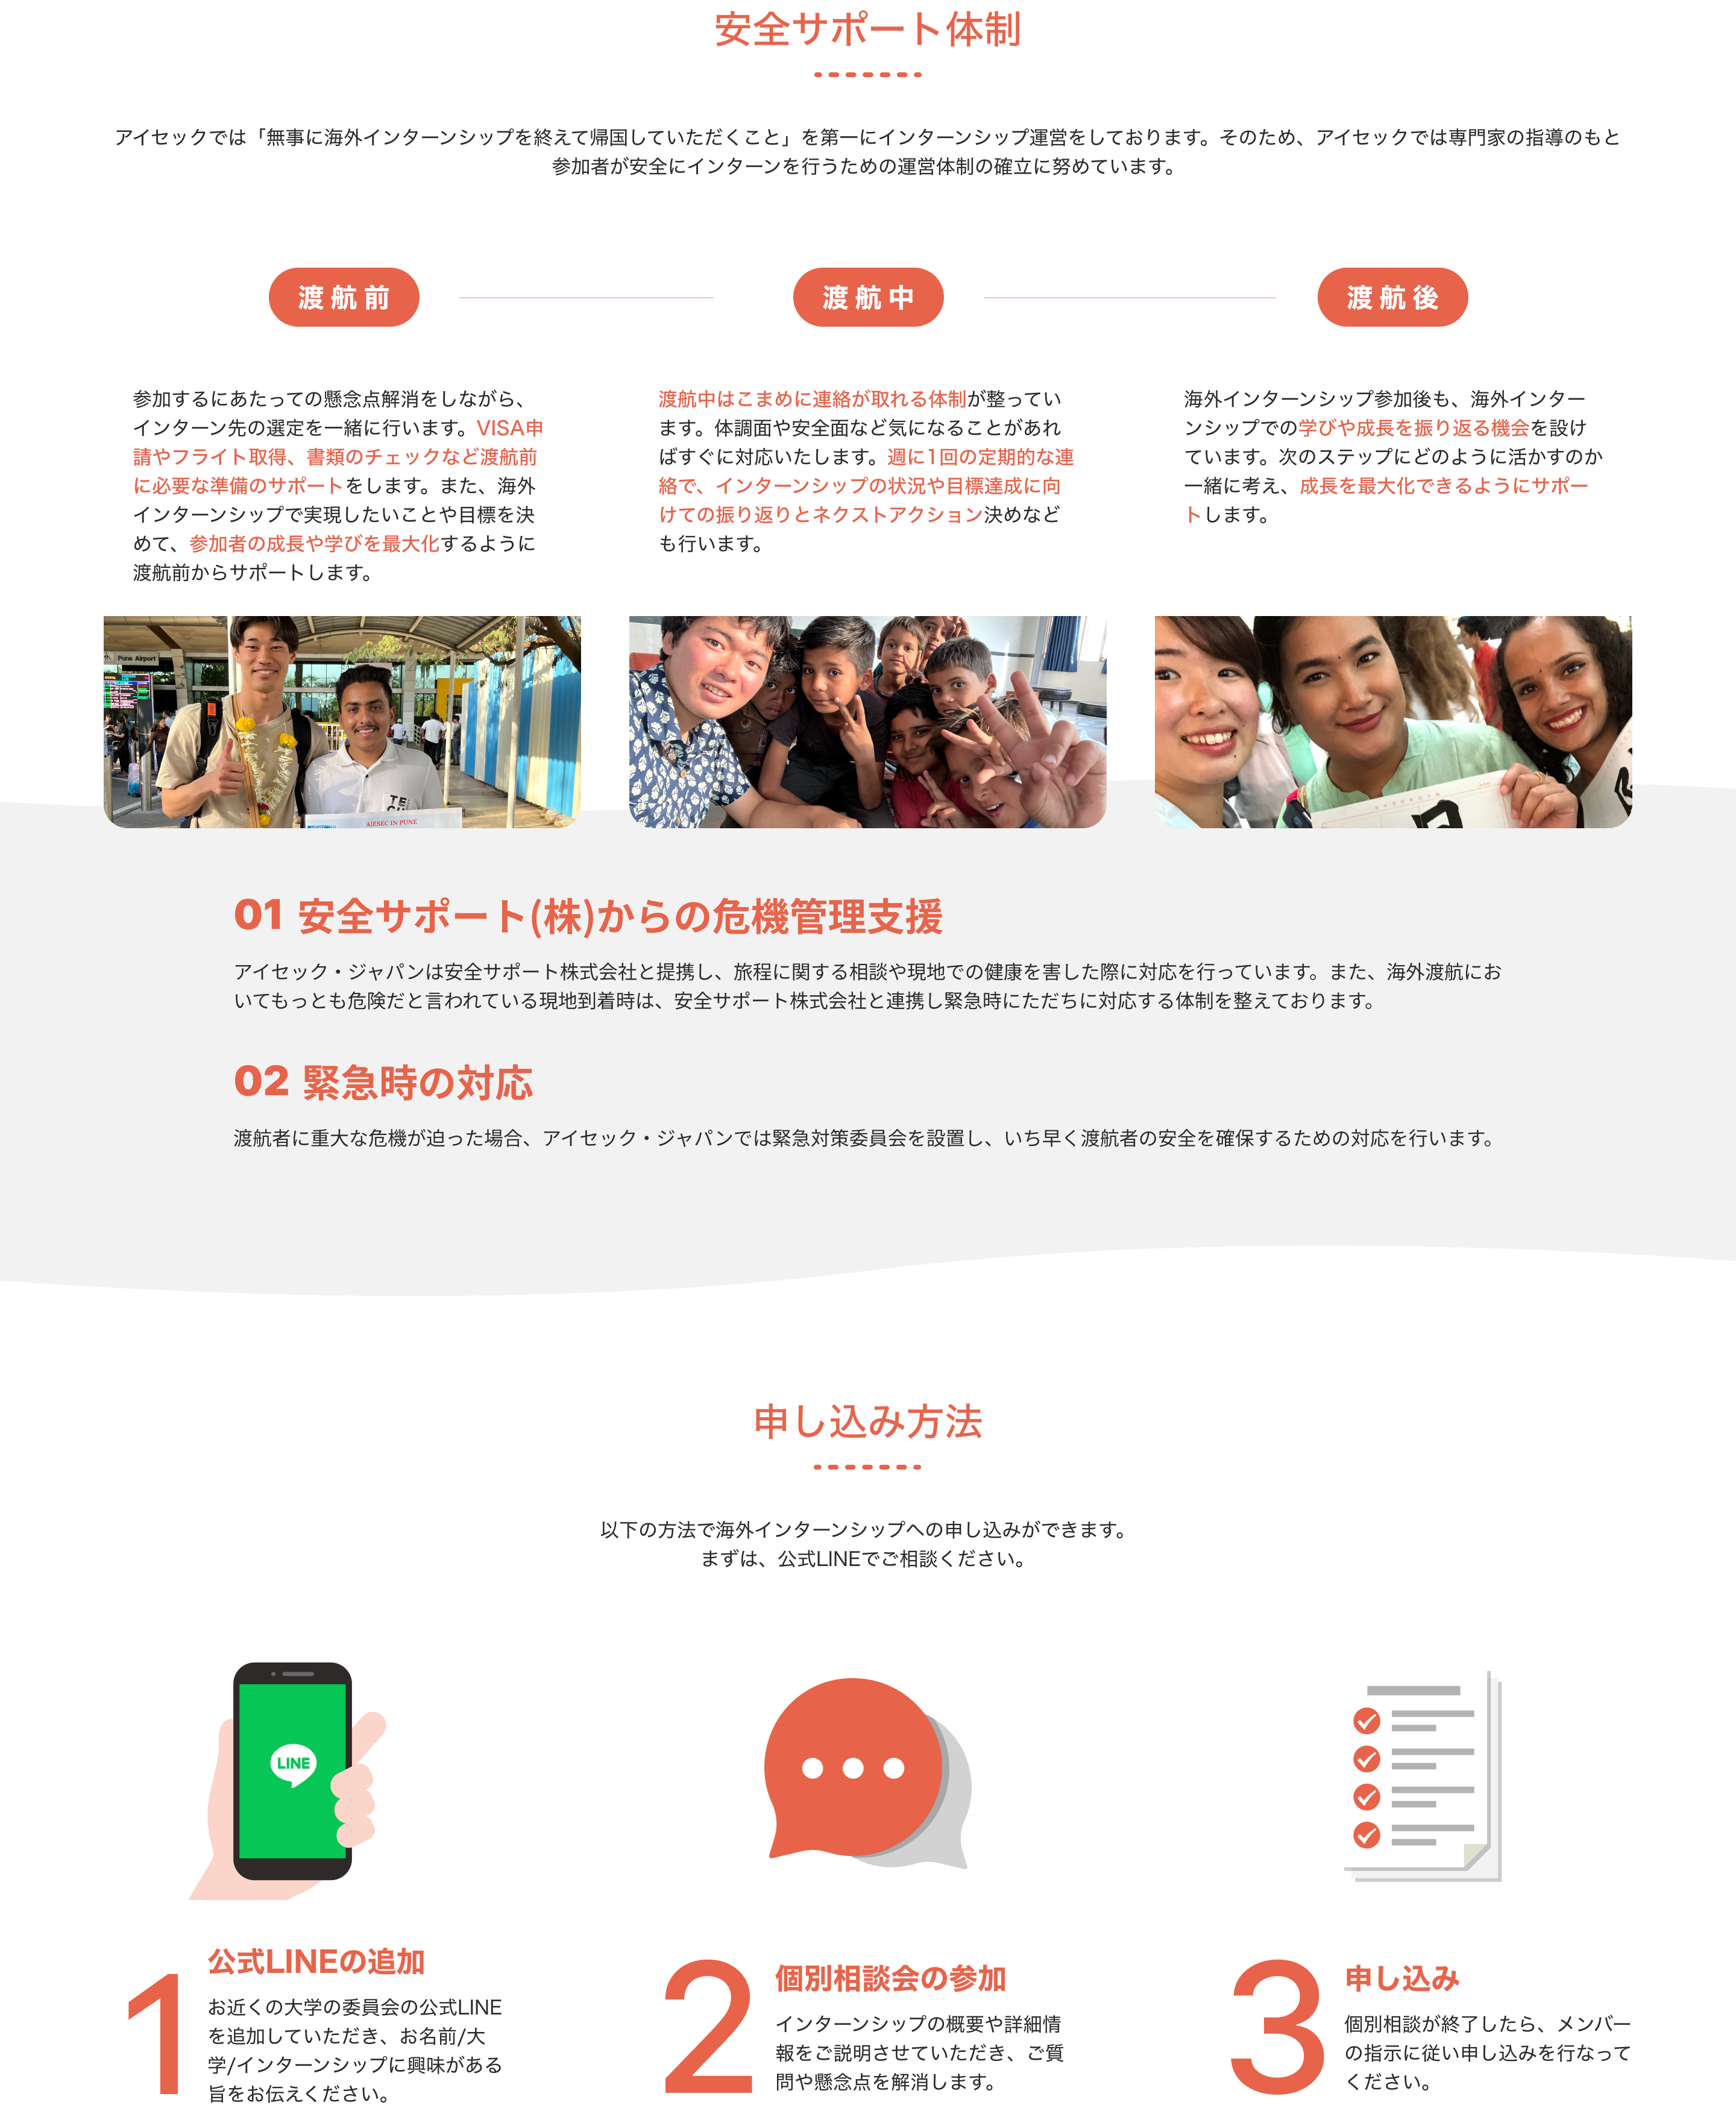 安全サポート体制
アイセックでは「無事に海外インターンシップを終えて帰国していただくこと」を第一にインターンシップ運営をしております。そのため、アイセックでは専門家の指導のもと
参加者が安全にインターンを行うための運営体制の確立に努めています。
渡航前
参加するにあたっての懸念点解消をしながら、
インターン先の選定を一緒に行います。VISA申
請やフライト取得、書類のチェックなど渡航前
に必要な準備のサポートをします。また、海外
インターンシップで実現したいことや目標を決
めて、参加者の成長や学びを最大化するように
渡航前からサポートします。
Pune Airport
AIESEC IN PUNE
渡航中
渡航中はこまめに連絡が取れる体制が整ってい
ます。体調面や安全面など気になることがあれ
ばすぐに対応いたします。週に1回の定期的な連
絡で、インターンシップの状況や目標達成に向
けての振り返りとネクストアクション決めなど
も行います。
渡航後
海外インターンシップ参加後も、海外インター
ンシップでの学びや成長を振り返る機会を設け
ています。次のステップにどのように活かすのか
一緒に考え、成長を最大化できるようにサポー
トします。
01 安全サポート(株)からの危機管理支援
アイセック・ジャパンは安全サポート株式会社と提携し、旅程に関する相談や現地での健康を害した際に対応を行っています。また、海外渡航にお
いてもっとも危険だと言われている現地到着時は、安全サポート株式会社と連携し緊急時にただちに対応する体制を整えております。
02 緊急時の対応
渡航者に重大な危機が迫った場合、アイセック・ジャパンでは緊急対策委員会を設置し、いち早く渡航者の安全を確保するための対応を行います。
申し込み方法
以下の方法で海外インターンシップへの申し込みができます。
まずは、公式LINEでご相談ください。
LINE
1
公式LINEの追加
お近くの大学の委員会の公式LINE
を追加していただき、お名前/大
学/インターンシップに興味がある
旨をお伝えください。
2
個別相談会の参加
インターンシップの概要や詳細情
報をご説明させていただき、ご質
問や懸念点を解消します。
3
申し込み
個別相談が終了したら、メンバー
の指示に従い申し込みを行なって
ください。